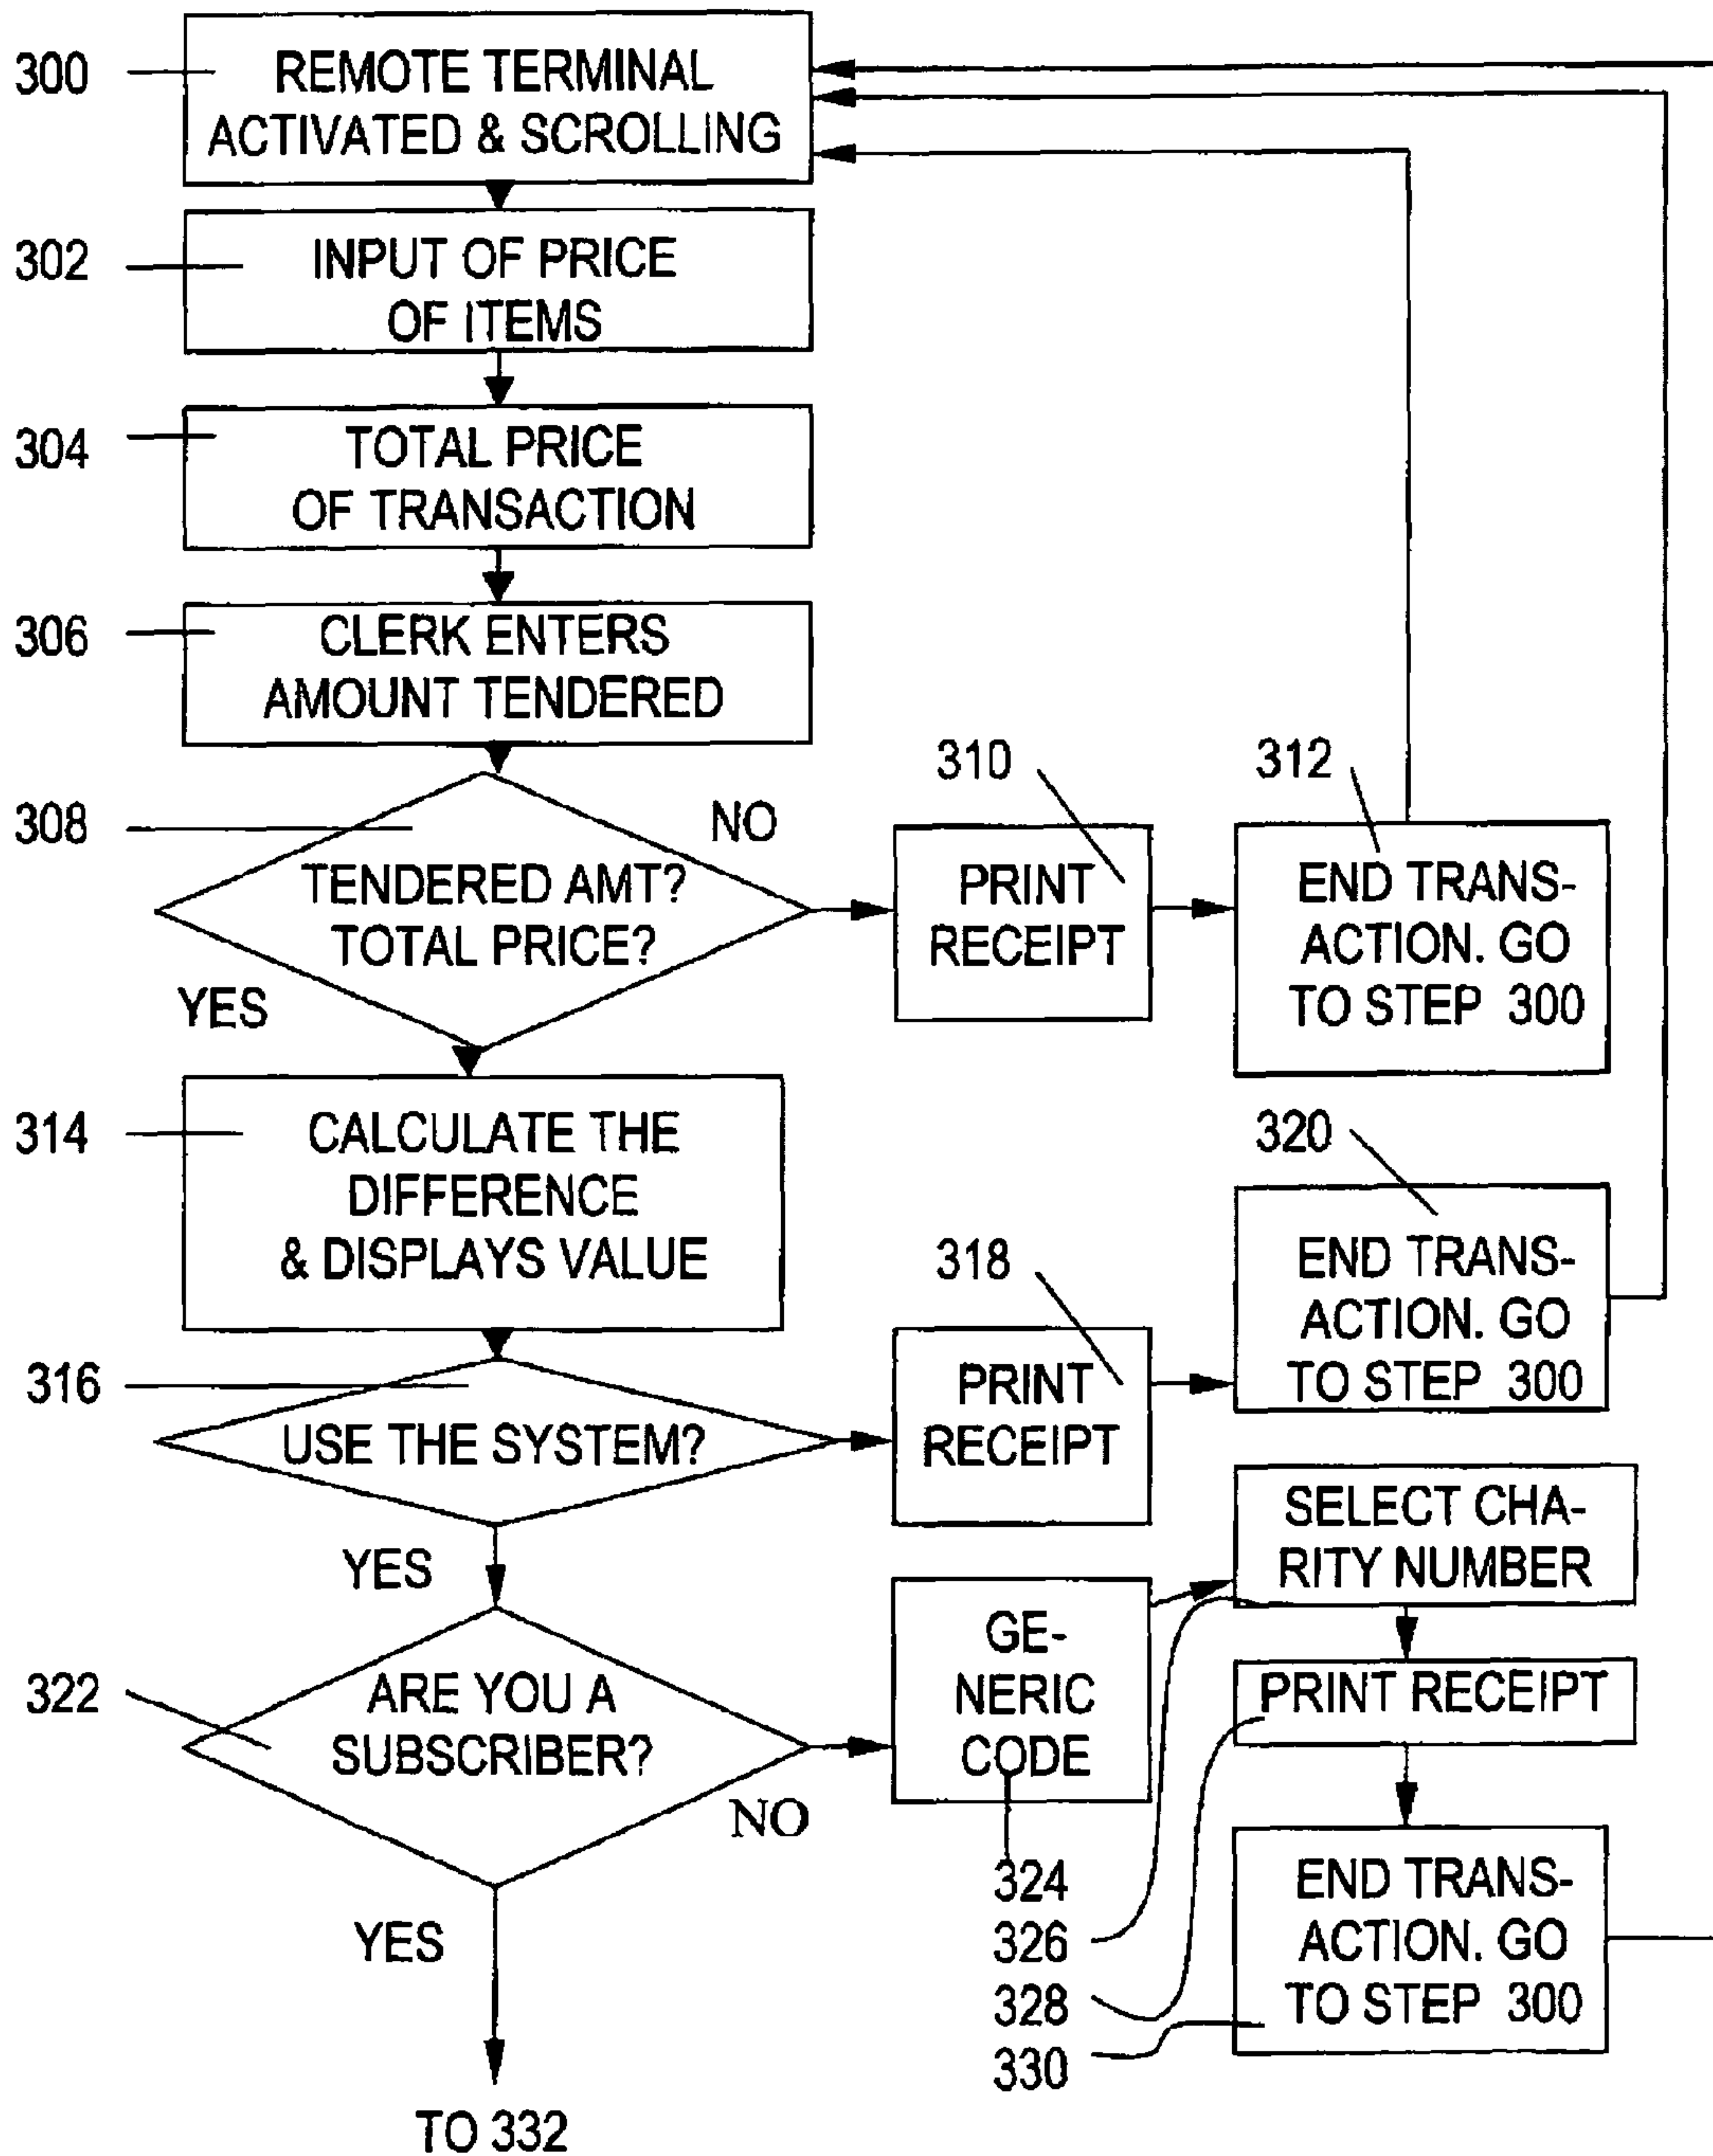 300
REMOTE TERMINAL
ACTIVATED & SCROLLING
302
INPUT OF PRICE
OF ITEMS
304
TOTAL PRICE
OF TRANSACTION
306
CLERK ENTERS
AMOUNT TENDERED
308
TENDERED AMT?
TOTAL PRICE?
NO
310
PRINT
RECEIPT
312
END TRANS-
ACTION. GO
TO STEP 300
YES
314
CALCULATE THE
DIFFERENCE
& DISPLAYS VALUE
316
USE THE SYSTEM?
318
PRINT
RECEIPT
320
END TRANS-
ACTION. GO
TO STEP 300
YES
322
ARE YOU A
SUBSCRIBER?
NO
GE-
NERIC
CODE
324
SELECT CHA-
RITY NUMBER
326
PRINT RECEIPT
328
END TRANS-
ACTION. GO
TO STEP 300
330
YES
TO 332